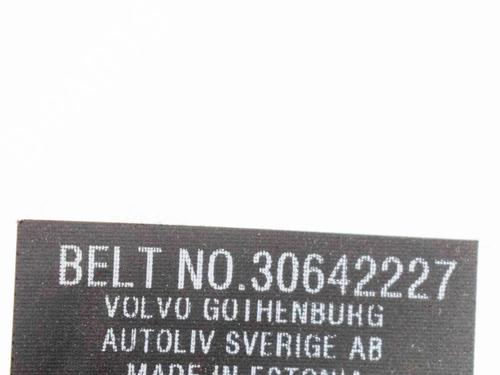 BELT NO.30642227
VOLVO GOTHENBURG
AUTOLIV SVERIGE AB
MADE IN ESTONIA